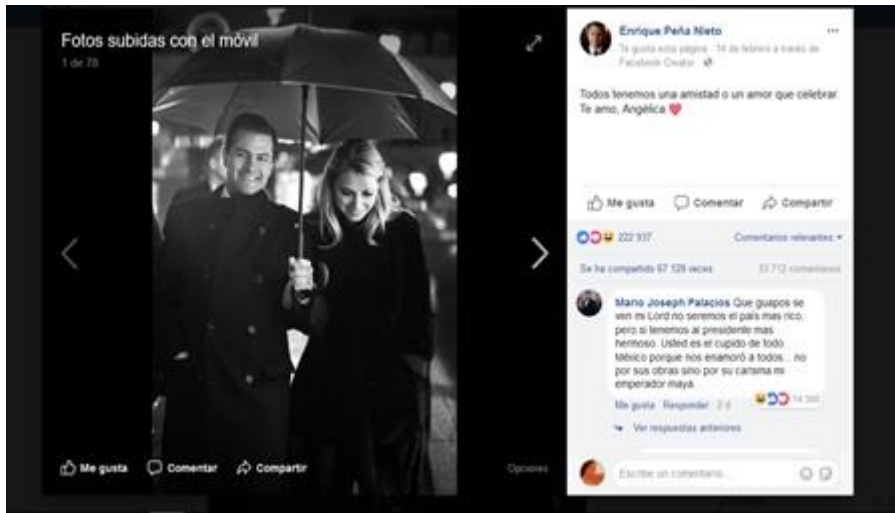 Fotos subidas con el móvil
1 de 78
Enrique Peña Nieto
Te gusta esta página · 14 de febrero a través de
Facebook Creator ·
Todos tenemos una amistad o un amor que celebrar.
Te amo, Angélica
Me gusta Comentar Compartir
222 937 Comentarios relevantes
Se ha compartido 67 128 veces comentarios
Mario Joseph Palacios Que guapos se
ven mi Lord no seremos el país mas rico,
pero si tenemos al presidente mas
hermoso. Usted es el cupido de todo
México porque nos enamoró a todos... no
por sus obras sino por su carisma mi
emperador maya
Me gusta · Responder · 2 d
Ver respuestas anteriores
Escribe un comentario...
Me gusta Comentar Compartir Opciones